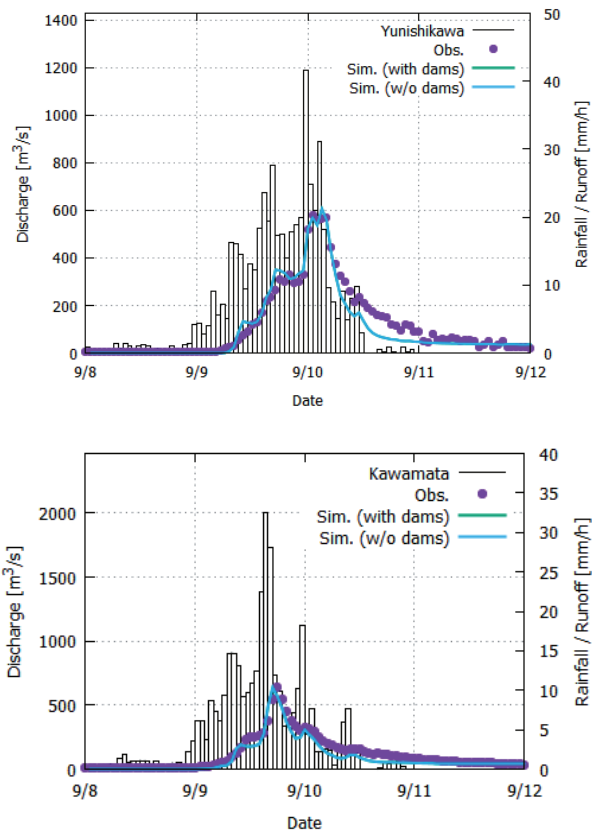 Yunishikawa
Obs.
Sim. (with dams)
Sim. (w/o dams)
Discharge [m³/s]
1400
1200
1000
800
600
400
200
0
50
40
30
20
10
0
Rainfall / Runoff [mm/h]
9/8
9/9
9/10
9/11
9/12
Date
Kawamata
Obs.
Sim. (with dams)
Sim. (w/o dams)
Discharge [m³/s]
2000
1500
1000
500
0
40
35
30
25
20
15
10
5
0
Rainfall / Runoff [mm/h]
9/8
9/9
9/10
9/11
9/12
Date